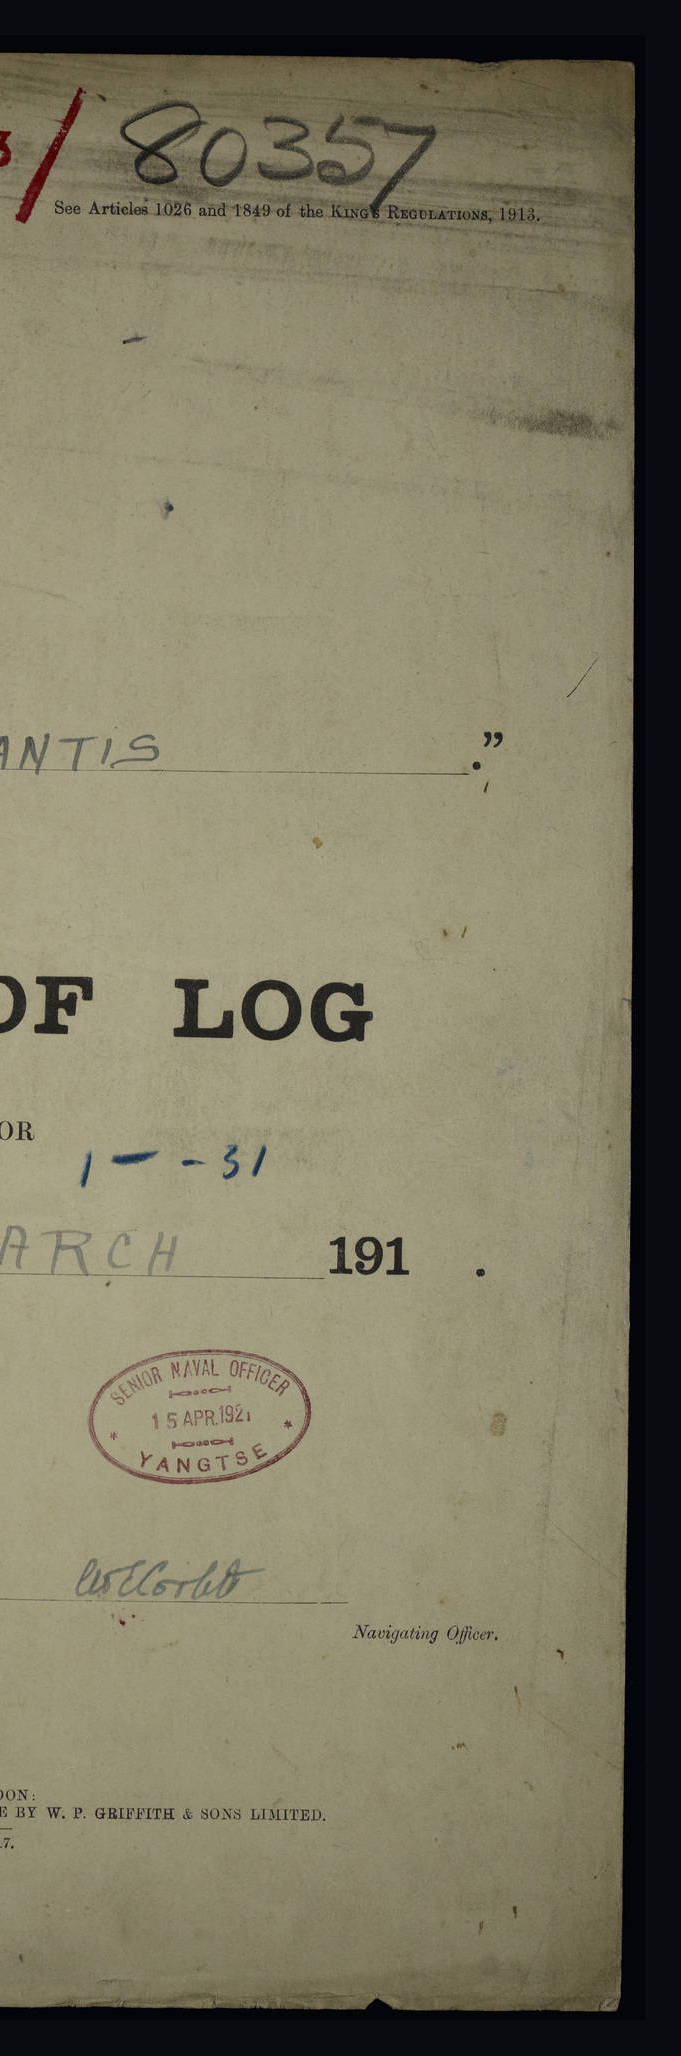 3/ 80357
See Articles 1026 and 1849 of the KING'S REGULATIONS, 1913.
ANTIS ."
OF LOG
OR
1 - - 31
ARCH 191 .
SENIOR NAVAL OFFICER
15 APR.1921
YANGTSE
Navigating Officer.
DON:
E BY W. P. GRIFFITH & SONS LIMITED.
7.